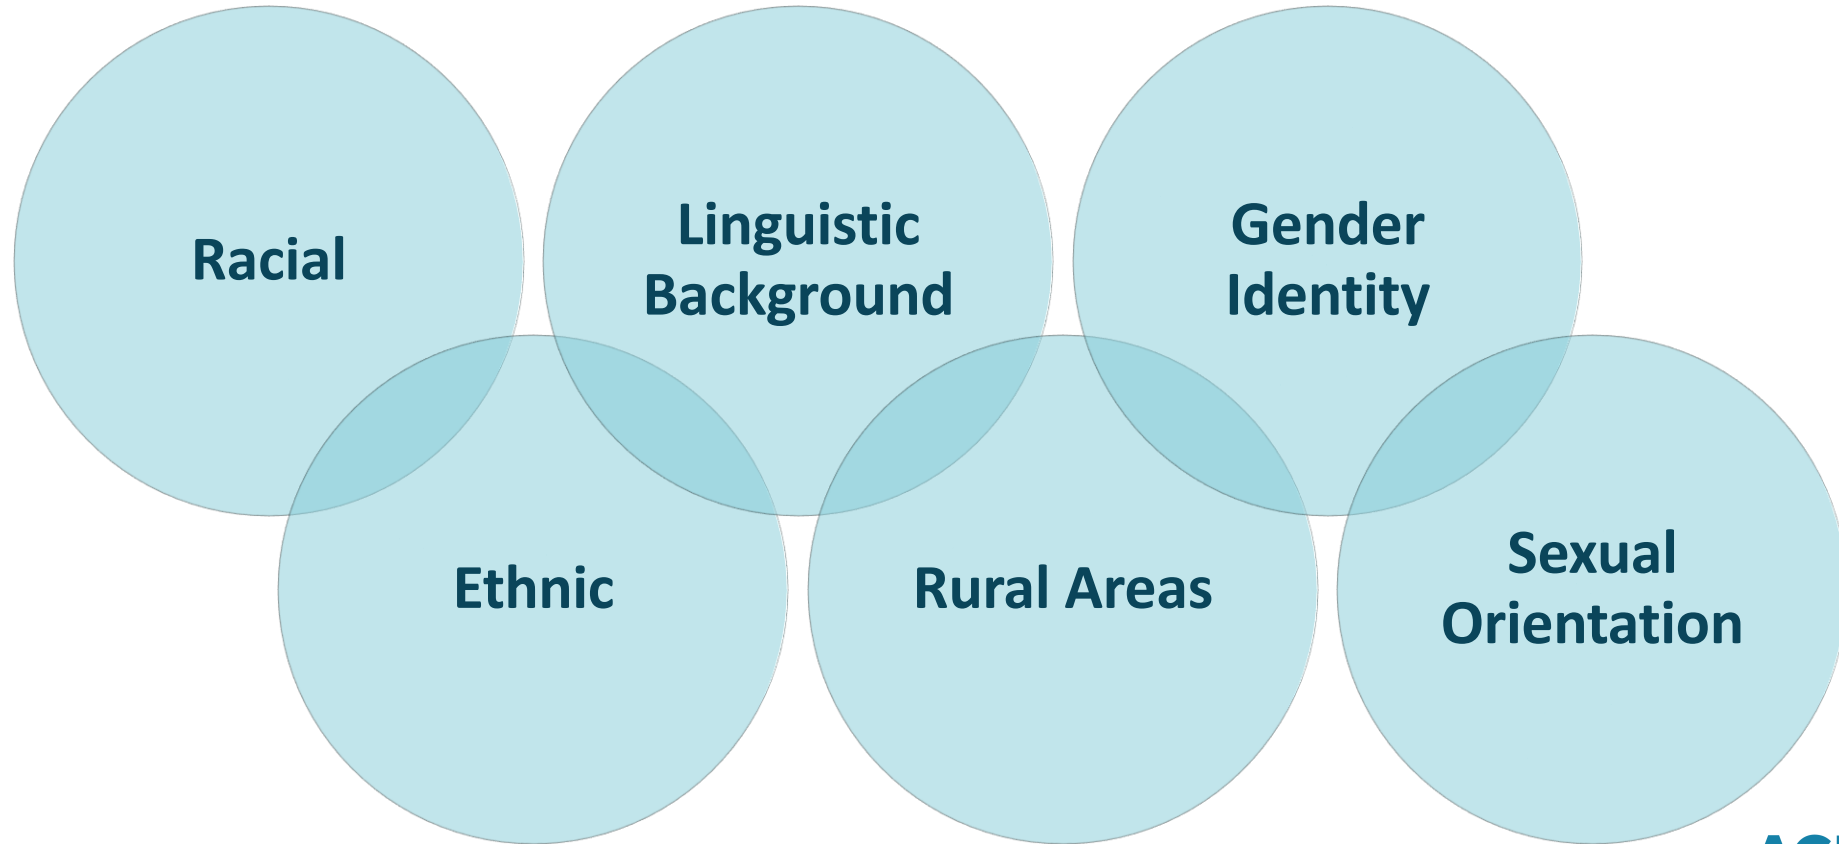 Racial
Linguistic
Background
Gender
Identity
Ethnic
Rural Areas
Sexual
Orientation